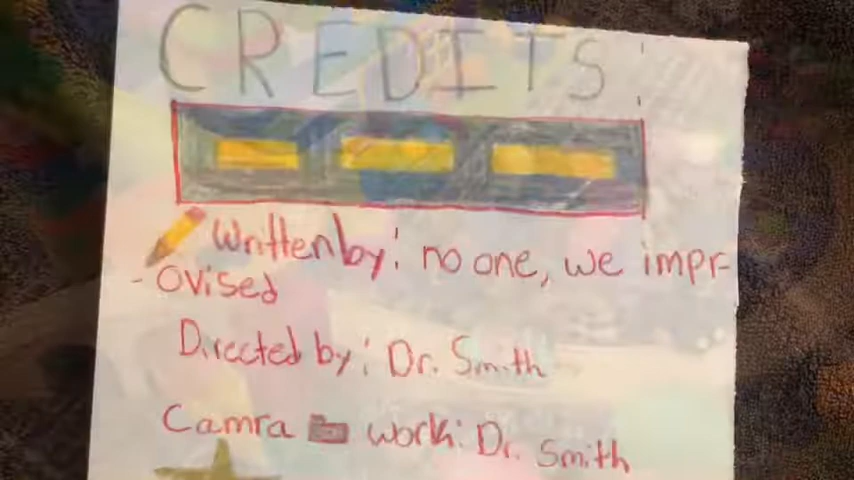 CREDITS:
Written by: no one, we impr-
-ovised
Directed by: Dr. Smith
Camra work: Dr. Smith